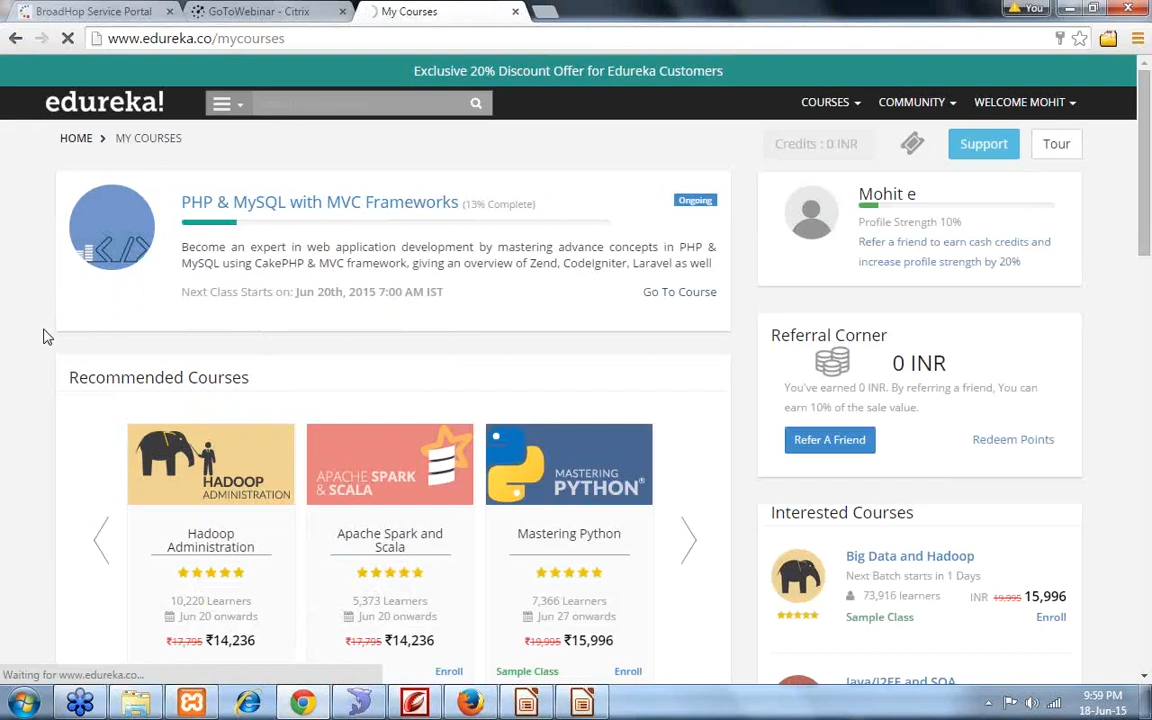 BroadHop Service Portal
GoToWebinar - Citrix
My Courses
You
www.edureka.co/mycourses
Exclusive 20% Discount Offer for Edureka Customers
edureka!
COURSES
COMMUNITY
WELCOME MOHIT
HOME
MY COURSES
Credits : 0 INR
Support
Tour
PHP & MySQL with MVC Frameworks (13% Complete)
Ongoing
Become an expert in web application development by mastering advance concepts in PHP &
MySQL using CakePHP & MVC framework, giving an overview of Zend, CodeIgniter, Laravel as well
Next Class Starts on: Jun 20th, 2015 7:00 AM IST
Go To Course
Mohit e
Profile Strength 10%
Refer a friend to earn cash credits and
increase profile strength by 20%
Referral Corner
0 INR
You've earned 0 INR. By referring a friend, You can
earn 10% of the sale value.
Refer A Friend
Redeem Points
Recommended Courses
HADOOP
ADMINISTRATION
Hadoop
Administration
10,220 Learners
Jun 20 onwards
₹17,795 ₹14,236
APACHE SPARK
& SCALA
Apache Spark and
Scala
5,373 Learners
Jun 20 onwards
₹17,795 ₹14,236
Enroll
MASTERING
PYTHON®
Mastering Python
7,366 Learners
Jun 27 onwards
₹19,995 ₹15,996
Sample Class
Enroll
Interested Courses
Big Data and Hadoop
Next Batch starts in 1 Days
73,916 learners
INR 19,995 15,996
Sample Class
Enroll
Java/J2EE and SOA
Waiting for www.edureka.co...
9:59 PM
18-Jun-15